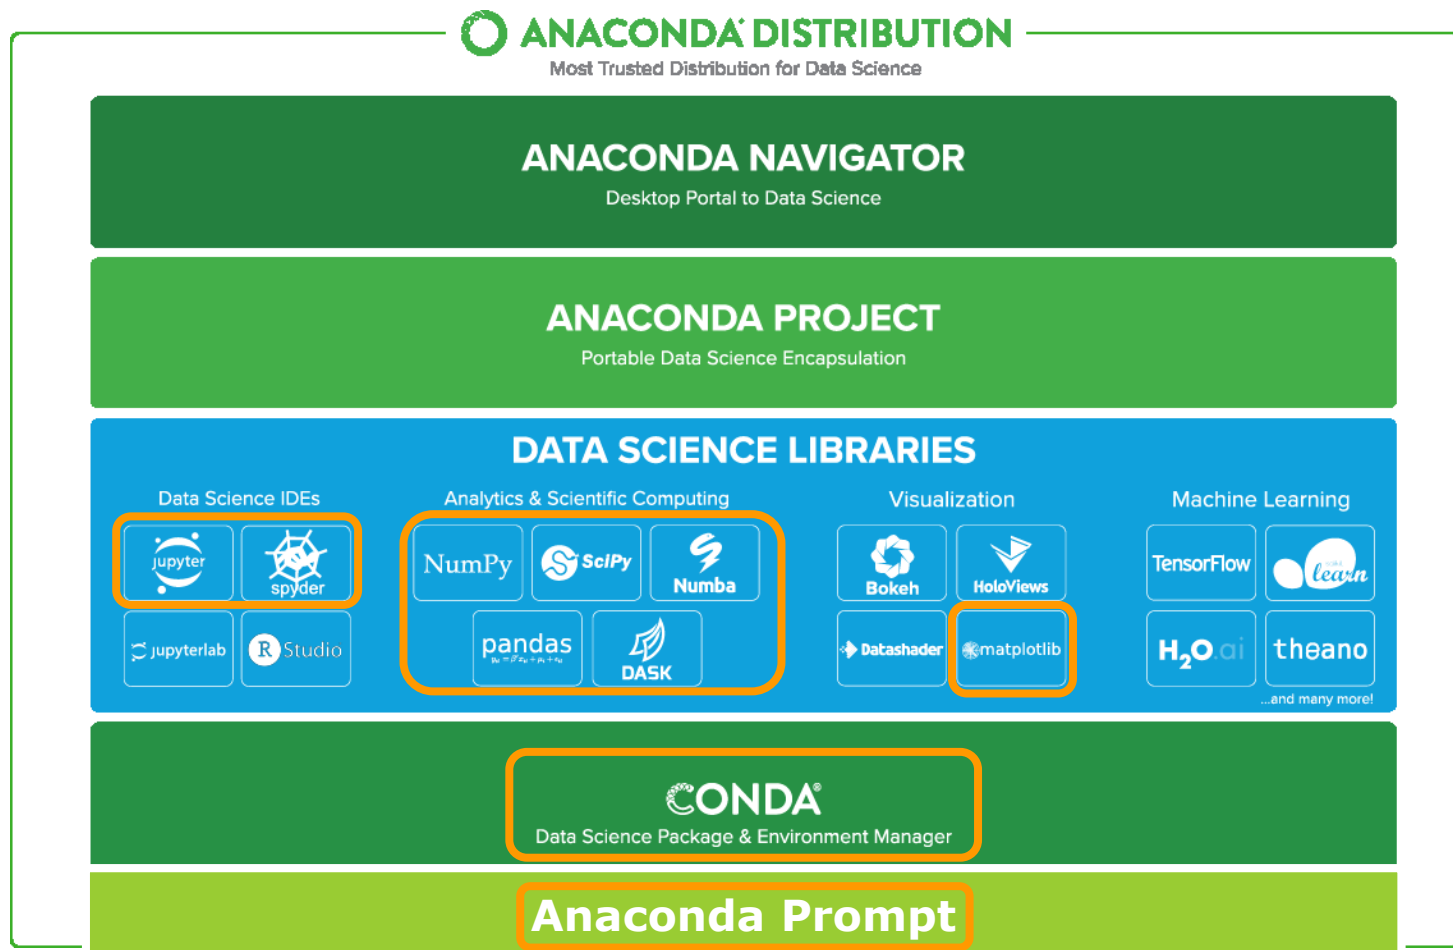 ANACONDA® DISTRIBUTION
Most Trusted Distribution for Data Science
ANACONDA NAVIGATOR
Desktop Portal to Data Science
ANACONDA PROJECT
Portable Data Science Encapsulation
DATA SCIENCE LIBRARIES
Data Science IDEs
jupyter
spyder
jupyterlab
R Studio
Analytics & Scientific Computing
NumPy
SciPy
Numba
pandas
DASK
Visualization
Bokeh
HoloViews
Datashader
matplotlib
Machine Learning
TensorFlow
learn
H₂O.ai
theano
...and many more!
CONDA®
Data Science Package & Environment Manager
Anaconda Prompt